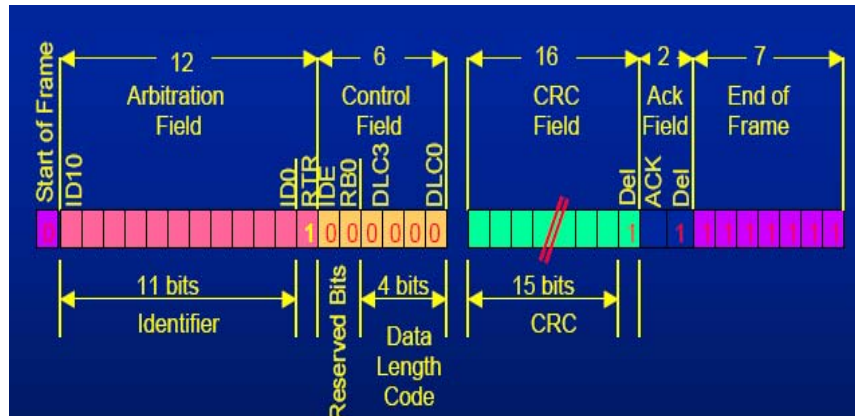 12
6
16
2
7
Start of Frame
Arbitration
Field
Control
Field
CRC
Field
Ack
Field
End of
Frame
ID10
ID0
RTR
IDE
RB0
DLC3
DLC0
Del
ACK
Del
0
1
0 0 0 0 0 0
1
1
1 1 1 1 1 1 1
11 bits
Identifier
Reserved Bits
4 bits
Data
Length
Code
15 bits
CRC